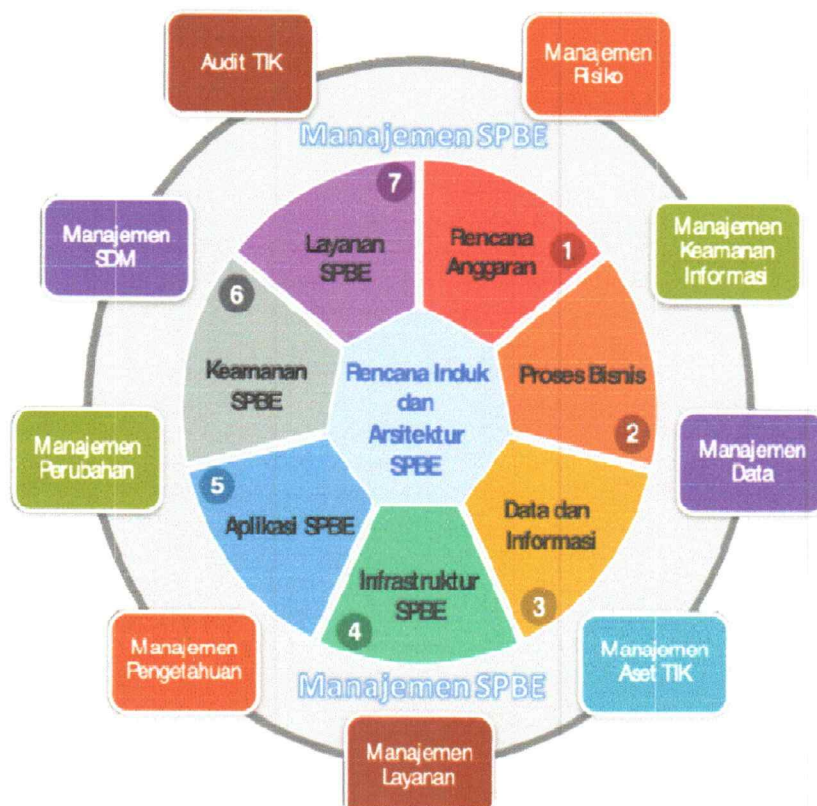 Audit TIK
Manajemen
Risiko
Manajemen SPBE
Manajemen
SDM
Manajemen
Keamanan
Informasi
7
Layanan
SPBE
Rencana
Anggaran
1
6
Keamanan
SPBE
Rencana Induk
dan
Arsitektur
SPBE
Proses Bisnis
2
Manajemen
Perubahan
Manajemen
Data
5
Aplikasi SPBE
Data dan
Informasi
3
Infrastruktur
SPBE
4
Manajemen
Pengetahuan
Manajemen
Aset TIK
Manajemen SPBE
Manajemen
Layanan